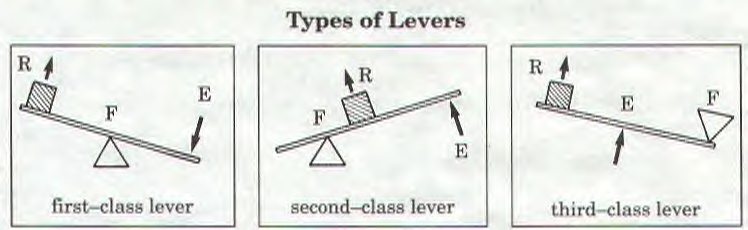 Types of Levers
R
F
E
first–class lever
F
R
E
second–class lever
R
E
F
third–class lever